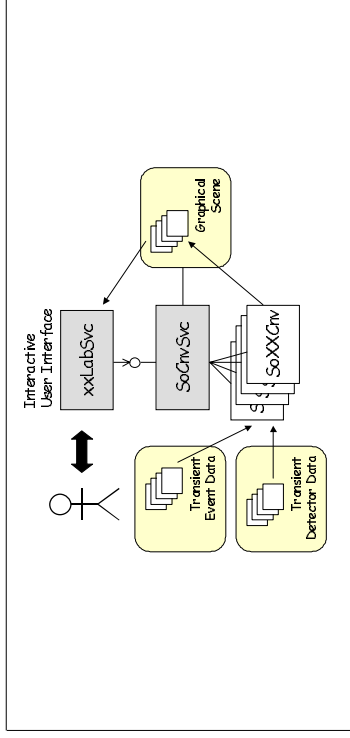 Interactive
User Interface
xxLabSvc
SoCnvSvc
Graphical
Scene
Transient
Event Data
S
S
S
SoXXCnv
Transient
Detector Data